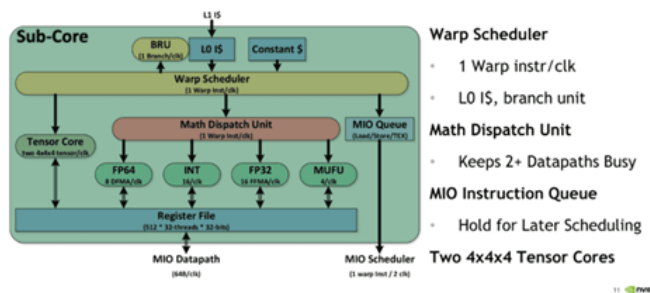 L1 I$
Sub-Core
BRU
(1 Branch/clk)
L0 I$
Constant $
Warp Scheduler
(1 Warp Inst/clk)
Tensor Core
Two 4x4x4 tensor/clk
Math Dispatch Unit
(1 Warp Inst/clk)
MIO Queue
(Load/Store/TEX)
FP64
8 DFMA/clk
INT
16/clk
FP32
16 FFMA/clk
MUFU
4/clk
Register File
(512 * 32-threads * 32-bits)
MIO Datapath
(64B/clk)
MIO Scheduler
(1 warp Inst / 2 clk)
Warp Scheduler
• 1 Warp instr/clk
• L0 I$, branch unit
Math Dispatch Unit
• Keeps 2+ Datapaths Busy
MIO Instruction Queue
• Hold for Later Scheduling
Two 4x4x4 Tensor Cores